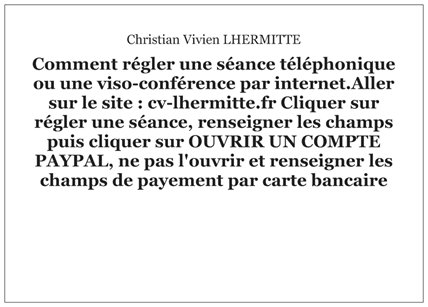 Christian Vivien LHERMITTE
Comment régler une séance téléphonique
ou une viso-conférence par internet.Aller
sur le site : cv-lhermitte.fr Cliquer sur
régler une séance, renseigner les champs
puis cliquer sur OUVRIR UN COMPTE
PAYPAL, ne pas l'ouvrir et renseigner les
champs de payement par carte bancaire